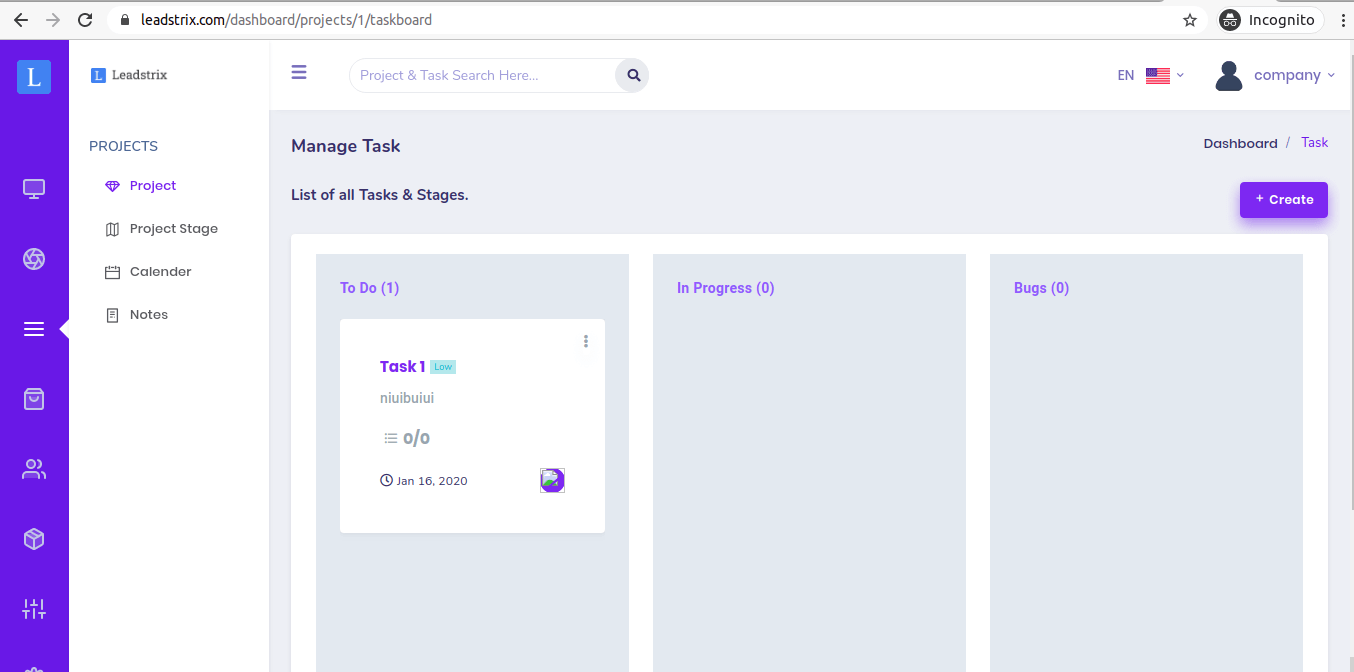 leadstrix.com/dashboard/projects/1/taskboard
Incognito
L
L Leadstrix
Project & Task Search Here...
EN
company
PROJECTS
Project
Project Stage
Calender
Notes
Manage Task
Dashboard / Task
List of all Tasks & Stages.
+ Create
To Do (1)
In Progress (0)
Bugs (0)
Task 1 Low
niuibuiui
0/0
Jan 16, 2020